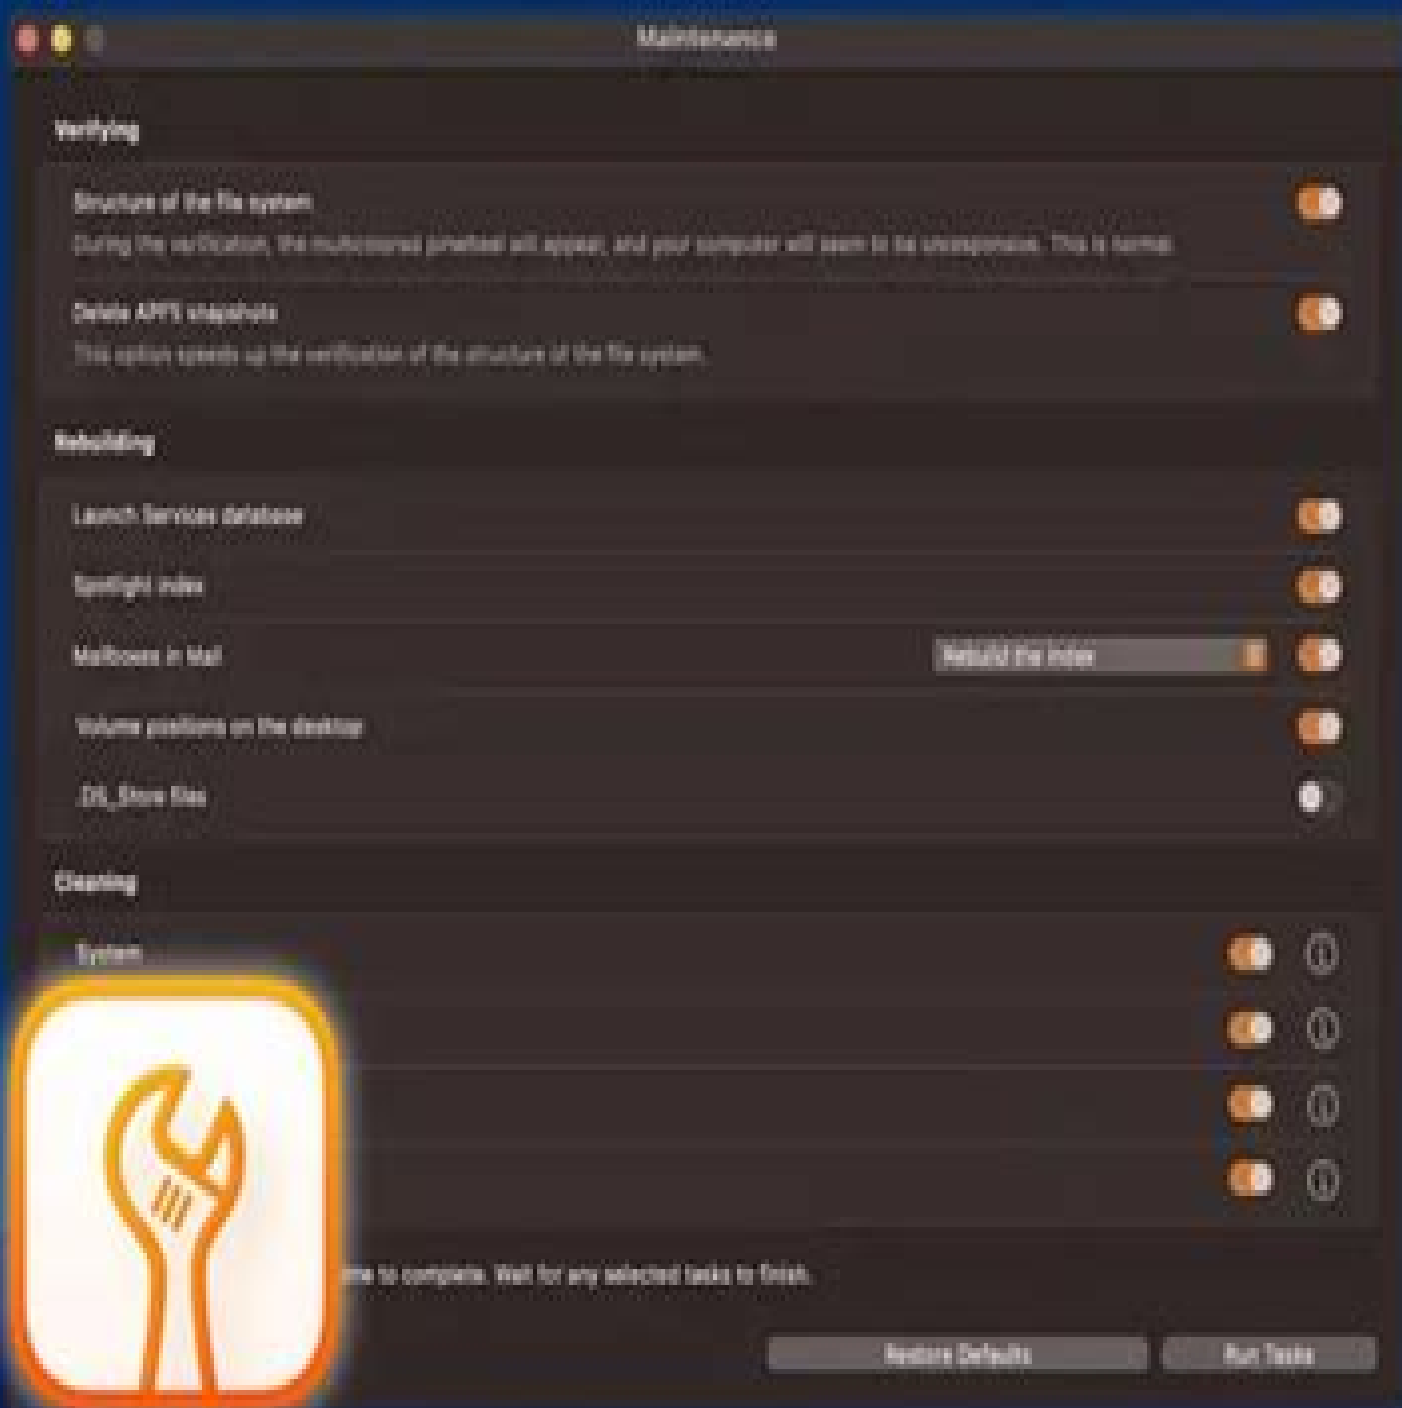 Maintenance
Verifying
Structure of the file system
During the verification, the multicolored pinwheel will appear, and your computer will seem to be unresponsive. This is normal.
Delete APFS snapshots
This option speeds up the verification of the structure of the file system.
Rebuilding
Launch Services database
Spotlight index
Mailboxes in Mail
Rebuild the index
Volume positions on the desktop
.DS_Store files
Cleaning
System
me to complete. Wait for any selected tasks to finish.
Restore Defaults
Run Tasks